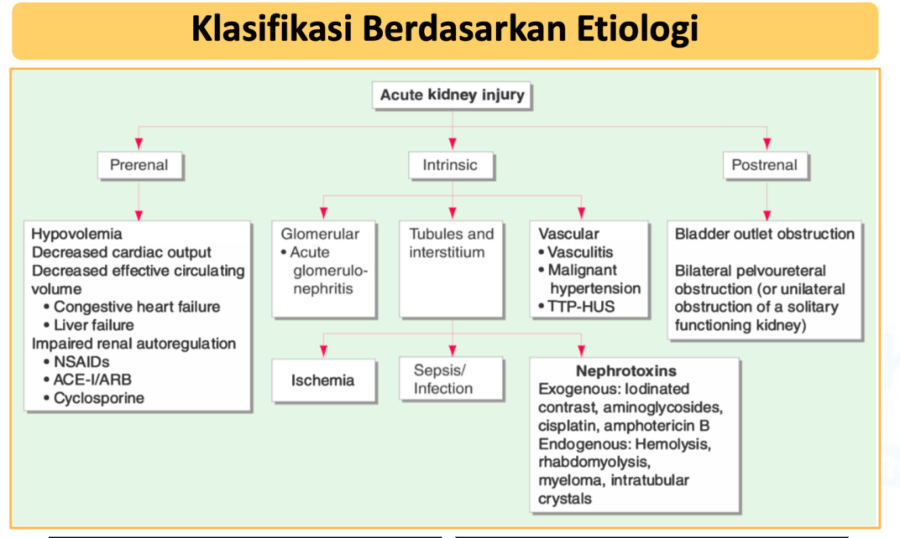 Klasifikasi Berdasarkan Etiologi
Acute kidney injury
Prerenal
Intrinsic
Postrenal
Hypovolemia
Decreased cardiac output
Decreased effective circulating
volume
• Congestive heart failure
• Liver failure
Impaired renal autoregulation
• NSAIDs
• ACE-I/ARB
• Cyclosporine
Glomerular
• Acute
glomerulo-
nephritis
Tubules and
interstitium
Vascular
• Vasculitis
• Malignant
hypertension
• TTP-HUS
Bladder outlet obstruction
Bilateral pelvoureteral
obstruction (or unilateral
obstruction of a solitary
functioning kidney)
Ischemia
Sepsis/
Infection
Nephrotoxins
Exogenous: Iodinated
contrast, aminoglycosides,
cisplatin, amphotericin B
Endogenous: Hemolysis,
rhabdomyolysis,
myeloma, intratubular
crystals